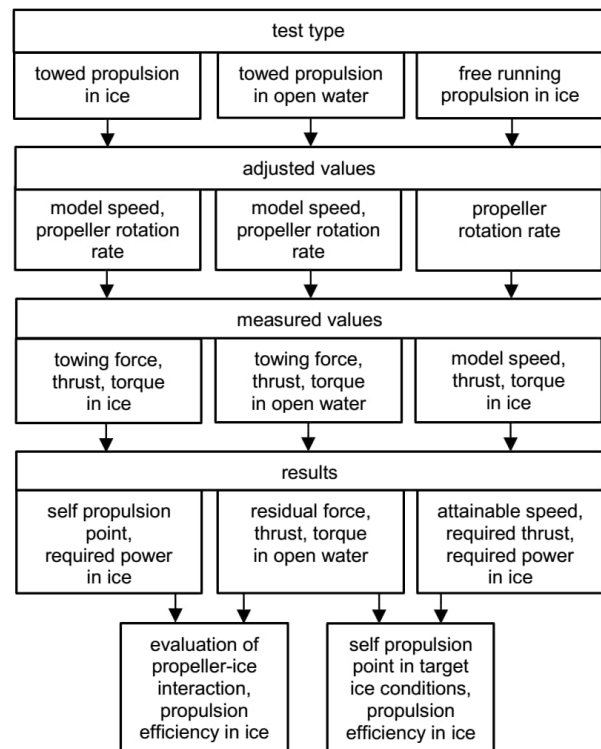 test type
towed propulsion
in ice
towed propulsion
in open water
free running
propulsion in ice
adjusted values
model speed,
propeller rotation
rate
model speed,
propeller rotation
rate
propeller
rotation rate
measured values
towing force,
thrust, torque
in ice
towing force,
thrust, torque
in open water
model speed,
thrust, torque
in ice
results
self propulsion
point,
required power
in ice
residual force,
thrust, torque
in open water
attainable speed,
required thrust,
required power
in ice
evaluation of
propeller-ice
interaction,
propulsion
efficiency in ice
self propulsion
point in target
ice conditions,
propulsion
efficiency in ice